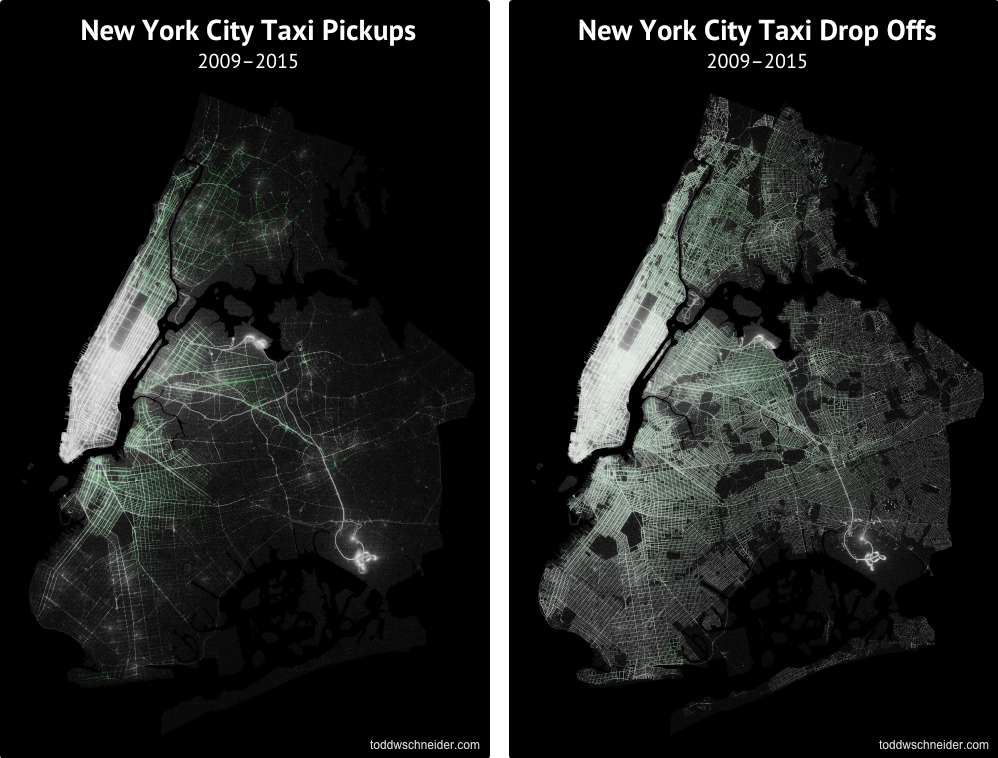 New York City Taxi Pickups
2009–2015
toddwschneider.com
New York City Taxi Drop Offs
2009–2015
toddwschneider.com